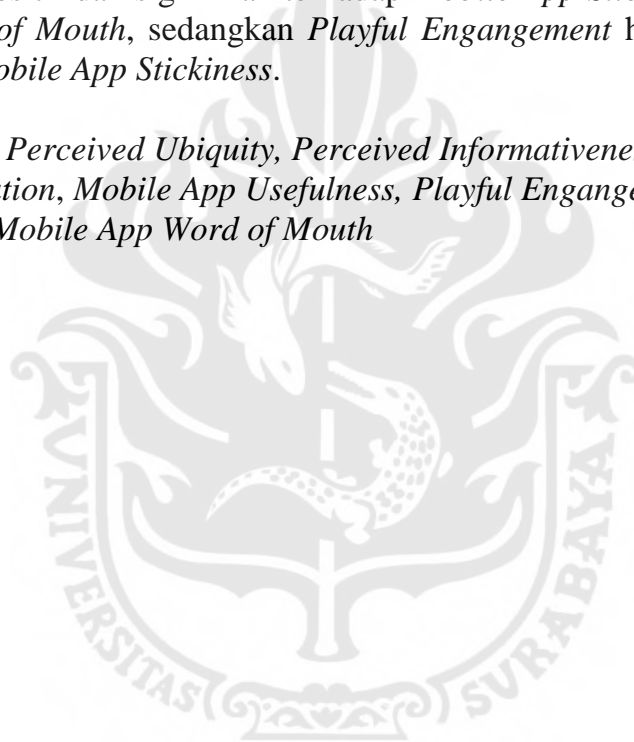 of Mouth, sedangkan Playful Engangement h
obile App Stickiness.
Perceived Ubiquity, Perceived Informativene
ation, Mobile App Usefulness, Playful Engange
Mobile App Word of Mouth
UNIVERSITAS SURABAYA